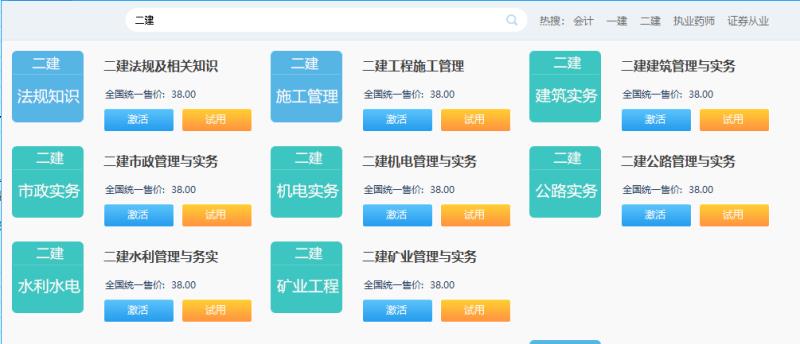 二建
热搜： 会计 一建 二建 执业药师 证券从业
二建
法规知识
二建法规及相关知识
全国统一售价: 38.00
激活 试用
二建
施工管理
二建工程施工管理
全国统一售价: 38.00
激活 试用
二建
建筑实务
二建建筑管理与实务
全国统一售价: 38.00
激活 试用
二建
市政实务
二建市政管理与实务
全国统一售价: 38.00
激活 试用
二建
机电实务
二建机电管理与实务
全国统一售价: 38.00
激活 试用
二建
公路实务
二建公路管理与实务
全国统一售价: 38.00
激活 试用
二建
水利水电
二建水利管理与务实
全国统一售价: 38.00
激活 试用
二建
矿业工程
二建矿业管理与实务
全国统一售价: 38.00
激活 试用